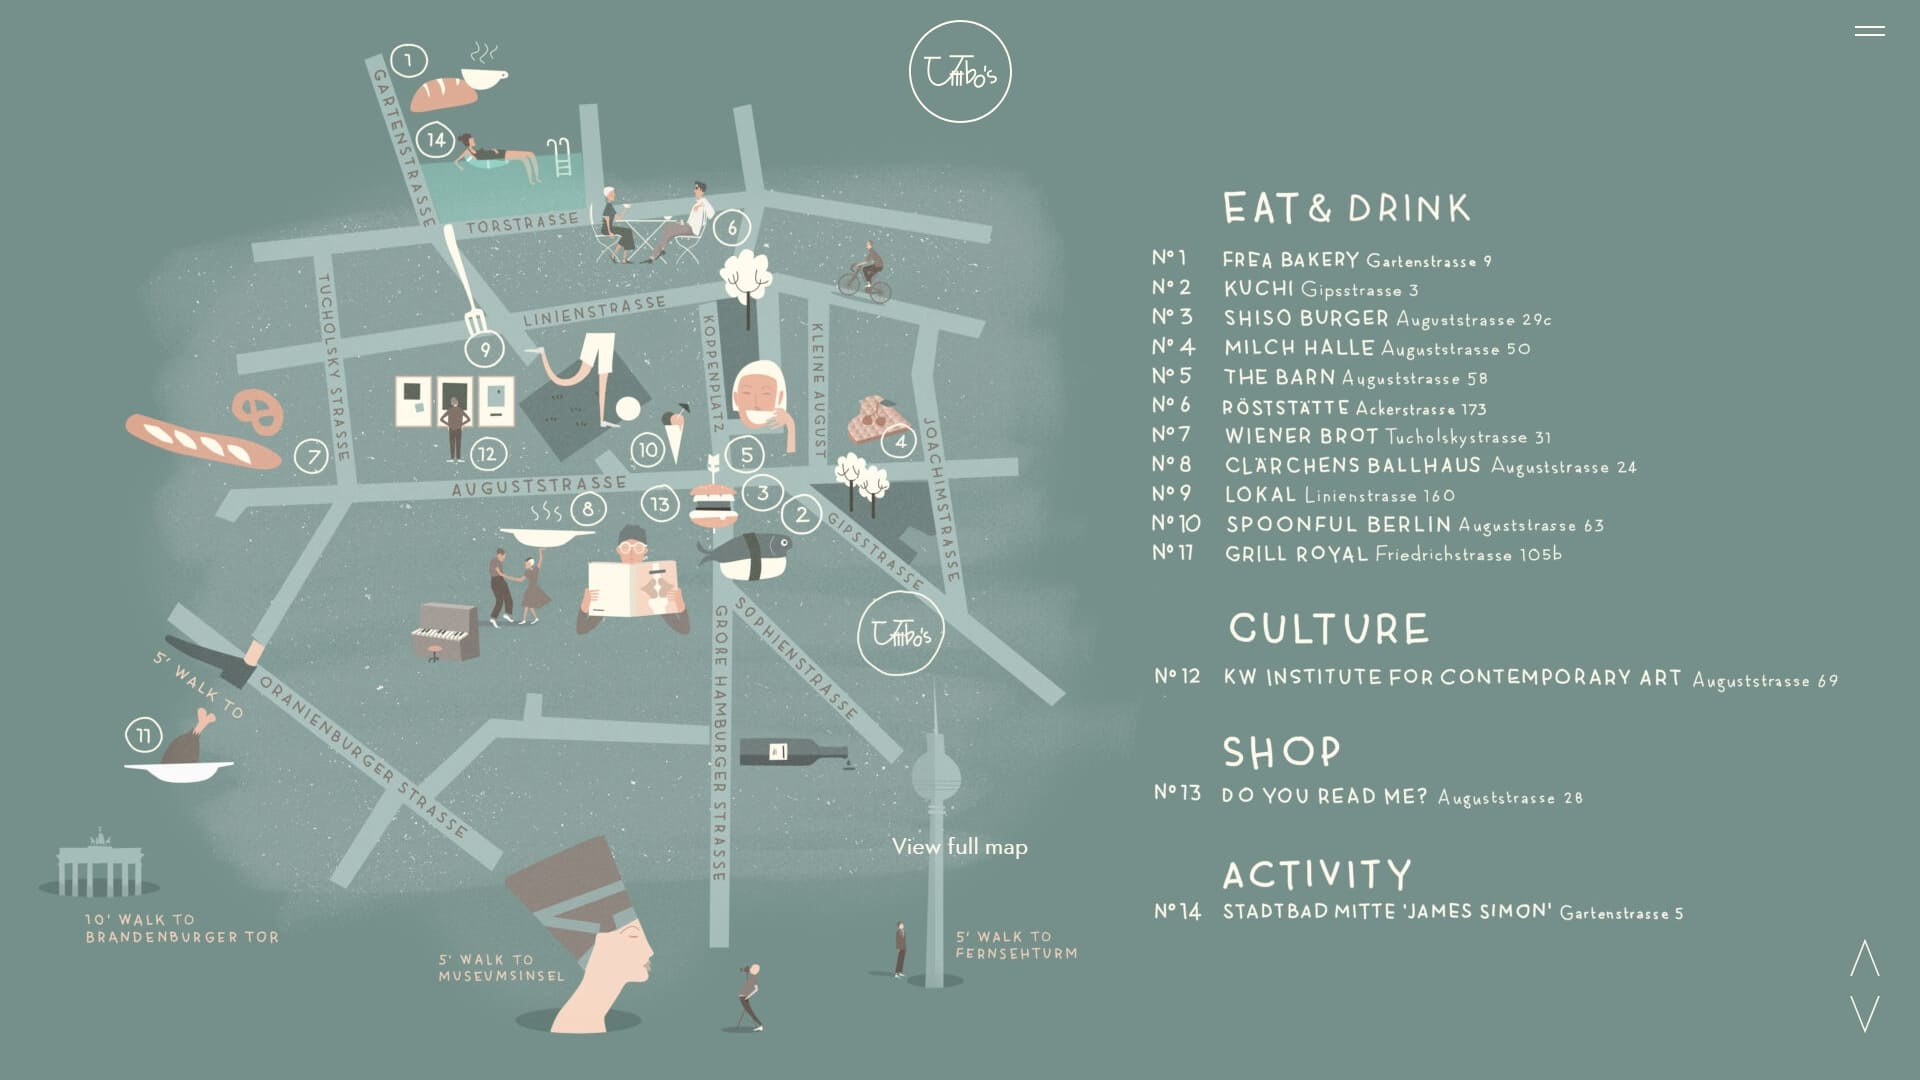 1
GARTENSTRASSE
14
TORSTRASSE
6
TUCHOLSKY STRASSE
LINIENSTRASSE
9
KOPPENPLATZ
KLEINE AUGUST
JOACHIMSTRASSE
7
12
10
5
4
AUGUSTSTRASSE
8
13
3
2
GIPSSTRASSE
GROẞE HAMBURGER STRASSE
SOPHIENSTRASSE
5' WALK TO
11
ORANIENBURGER STRASSE
View full map
10' WALK TO
BRANDENBURGER TOR
5' WALK TO
MUSEUMSINSEL
5' WALK TO
FERNSEHTURM
EAT & DRINK
Nº 1 FREA BAKERY Gartenstrasse 9
Nº 2 KUCHI Gipsstrasse 3
Nº 3 SHISO BURGER Auguststrasse 29c
Nº 4 MILCH HALLE Auguststrasse 50
Nº 5 THE BARN Auguststrasse 58
Nº 6 RÖSTSTÄTTE Ackerstrasse 173
Nº 7 WIENER BROT Tucholskystrasse 31
Nº 8 CLÄRCHENS BALLHAUS Auguststrasse 24
Nº 9 LOKAL Linienstrasse 160
Nº 10 SPOONFUL BERLIN Auguststrasse 63
Nº 11 GRILL ROYAL Friedrichstrasse 105b
CULTURE
Nº 12 KW INSTITUTE FOR CONTEMPORARY ART Auguststrasse 69
SHOP
Nº 13 DO YOU READ ME? Auguststrasse 28
ACTIVITY
Nº 14 STADTBAD MITTE 'JAMES SIMON' Gartenstrasse 5